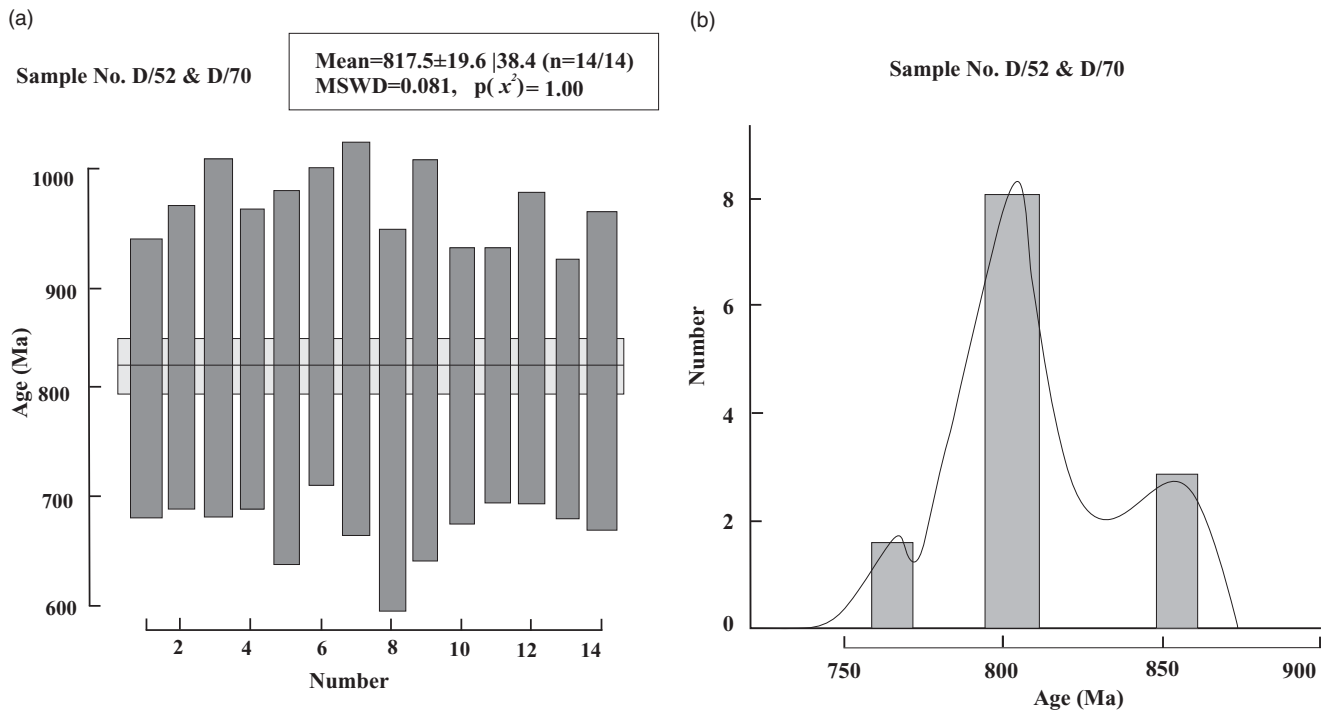 (a)
Sample No. D/52 & D/70
Mean=817.5±19.6 |38.4 (n=14/14)
MSWD=0.081, p( x²)= 1.00
1000
900
800
700
600
Age (Ma)
2 4 6 8 10 12 14
Number
(b)
Sample No. D/52 & D/70
8
6
4
2
0
Number
750 800 850 900
Age (Ma)